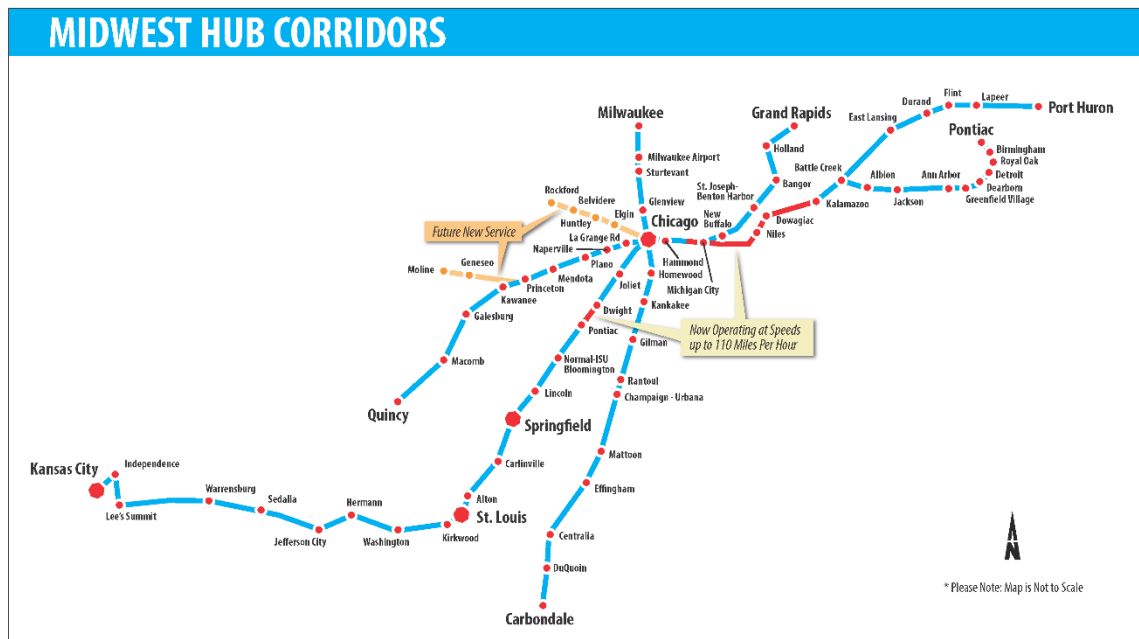 MIDWEST HUB CORRIDORS
Milwaukee
Milwaukee Airport
Sturtevant
Glenview
Grand Rapids
Holland
Bangor
St. Joseph-
Benton Harbor
New
Buffalo
Flint
Lapeer
Durand
East Lansing
Port Huron
Pontiac
Birmingham
Royal Oak
Detroit
Dearborn
Greenfield Village
Ann Arbor
Jackson
Albion
Battle Creek
Kalamazoo
Dowagiac
Niles
Rockford
Belvidere
Huntley
Elgin
Chicago
Future New Service
La Grange Rd
Naperville
Plano
Mendota
Princeton
Geneseo
Moline
Kawanee
Galesburg
Macomb
Quincy
Hammond
Homewood
Michigan City
Joliet
Dwight
Pontiac
Normal-ISU
Bloomington
Lincoln
Springfield
Carlinville
Alton
St. Louis
Kankakee
Gilman
Rantoul
Champaign - Urbana
Mattoon
Effingham
Centralia
DuQuoin
Carbondale
Now Operating at Speeds
up to 110 Miles Per Hour
Kansas City
Independence
Lee's Summit
Warrensburg
Sedalia
Jefferson City
Hermann
Washington
Kirkwood
N
* Please Note: Map is Not to Scale